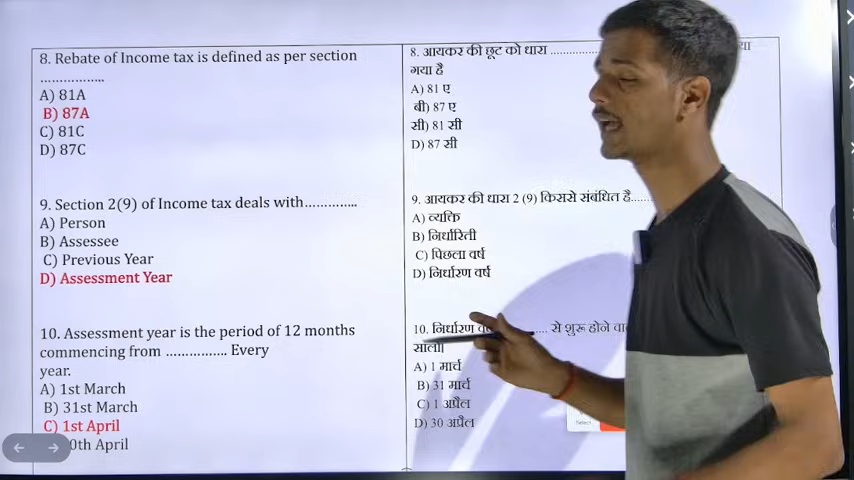 8. Rebate of Income tax is defined as per section
……………..
A) 81A
B) 87A
C) 81C
D) 87C
9. Section 2(9) of Income tax deals with…………..
A) Person
B) Assessee
C) Previous Year
D) Assessment Year
10. Assessment year is the period of 12 months
commencing from ……………. Every
year.
A) 1st March
B) 31st March
C) 1st April
0th April
8. आयकर की छूट को धारा ……………
गया है
A) 81 ए
बी) 87 ए
सी) 81 सी
D) 87 सी
9. आयकर की धारा 2 (9) किससे संबंधित है......
A) व्यक्ति
B) निर्धारिती
C) पिछला वर्ष
D) निर्धारण वर्ष
10. निर्धारण .... से शुरू होने
साला|
A) 1 मार्च
B) 31 मार्च
C) 1 अप्रैल
D) 30 अप्रैल
Select